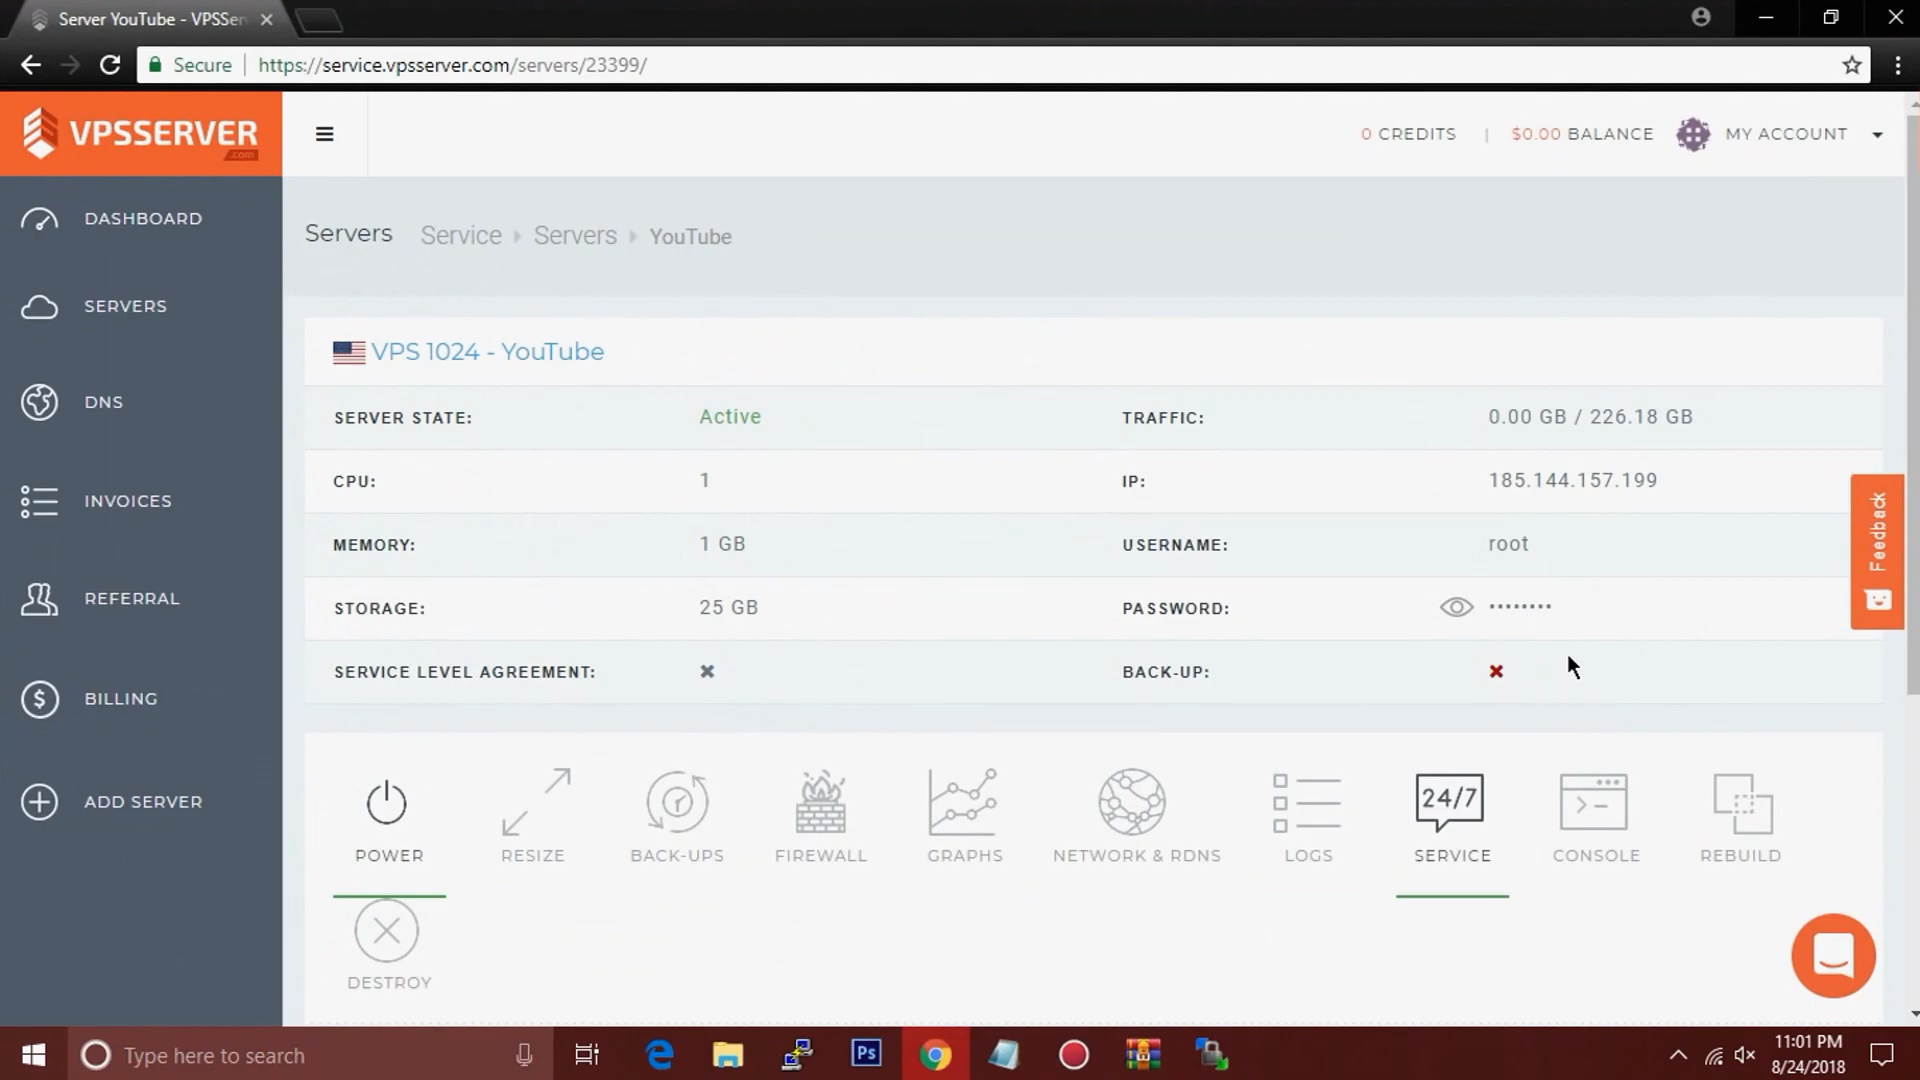 Server YouTube - VPSSer
Secure https://service.vpsserver.com/servers/23399/
VPSSERVER
.com
0 CREDITS | $0.00 BALANCE MY ACCOUNT
DASHBOARD
SERVERS
DNS
INVOICES
REFERRAL
BILLING
ADD SERVER
Servers Service Servers YouTube
VPS 1024 - YouTube
SERVER STATE: Active TRAFFIC: 0.00 GB / 226.18 GB
CPU: 1 IP: 185.144.157.199
MEMORY: 1 GB USERNAME: root
STORAGE: 25 GB PASSWORD: ········
SERVICE LEVEL AGREEMENT: BACK-UP:
Feedback
24/7
POWER RESIZE BACK-UPS FIREWALL GRAPHS NETWORK & RDNS LOGS SERVICE CONSOLE REBUILD
DESTROY
Type here to search
Ps
11:01 PM
8/24/2018